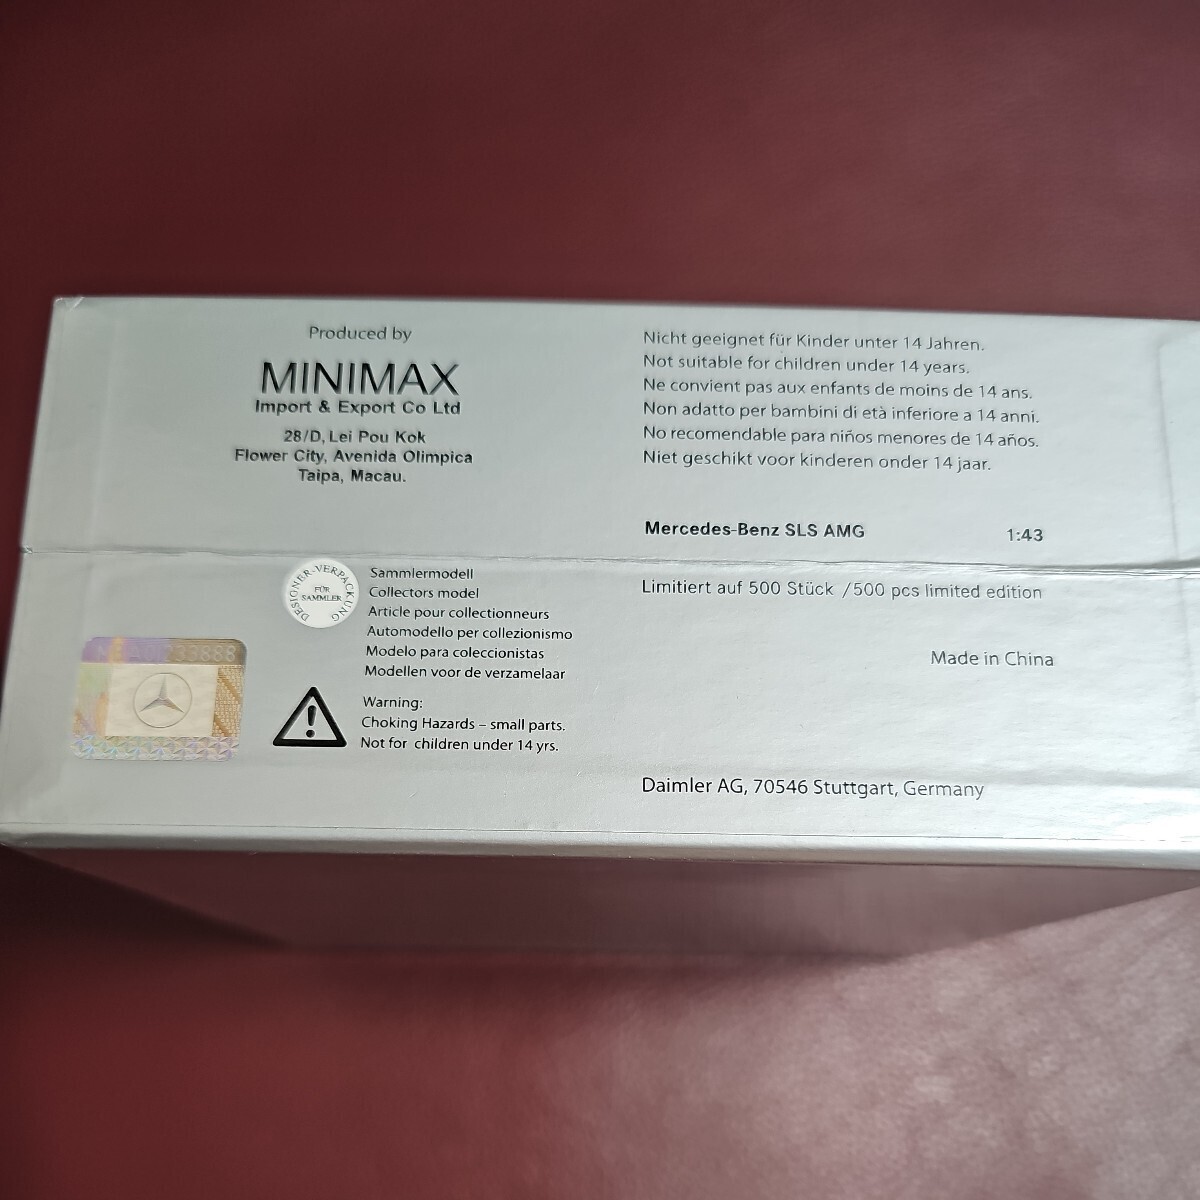 Produced by
MINIMAX
Import & Export Co Ltd
28/D, Lei Pou Kok
Flower City, Avenida Olimpica
Taipa, Macau.
Nicht geeignet für Kinder unter 14 Jahren.
Not suitable for children under 14 years.
Ne convient pas aux enfants de moins de 14 ans.
Non adatto per bambini di età inferiore a 14 anni.
No recomendable para niños menores de 14 años.
Niet geschikt voor kinderen onder 14 jaar.
Mercedes-Benz SLS AMG 1:43
DESIGNER-VERPACKUNG
FÜR
SAMMLER
Sammlermodell
Collectors model
Article pour collectionneurs
Automodello per collezionismo
Modelo para coleccionistas
Modellen voor de verzamelaar
Warning:
Choking Hazards – small parts.
Not for children under 14 yrs.
Limitiert auf 500 Stück /500 pcs limited edition
Made in China
Daimler AG, 70546 Stuttgart, Germany